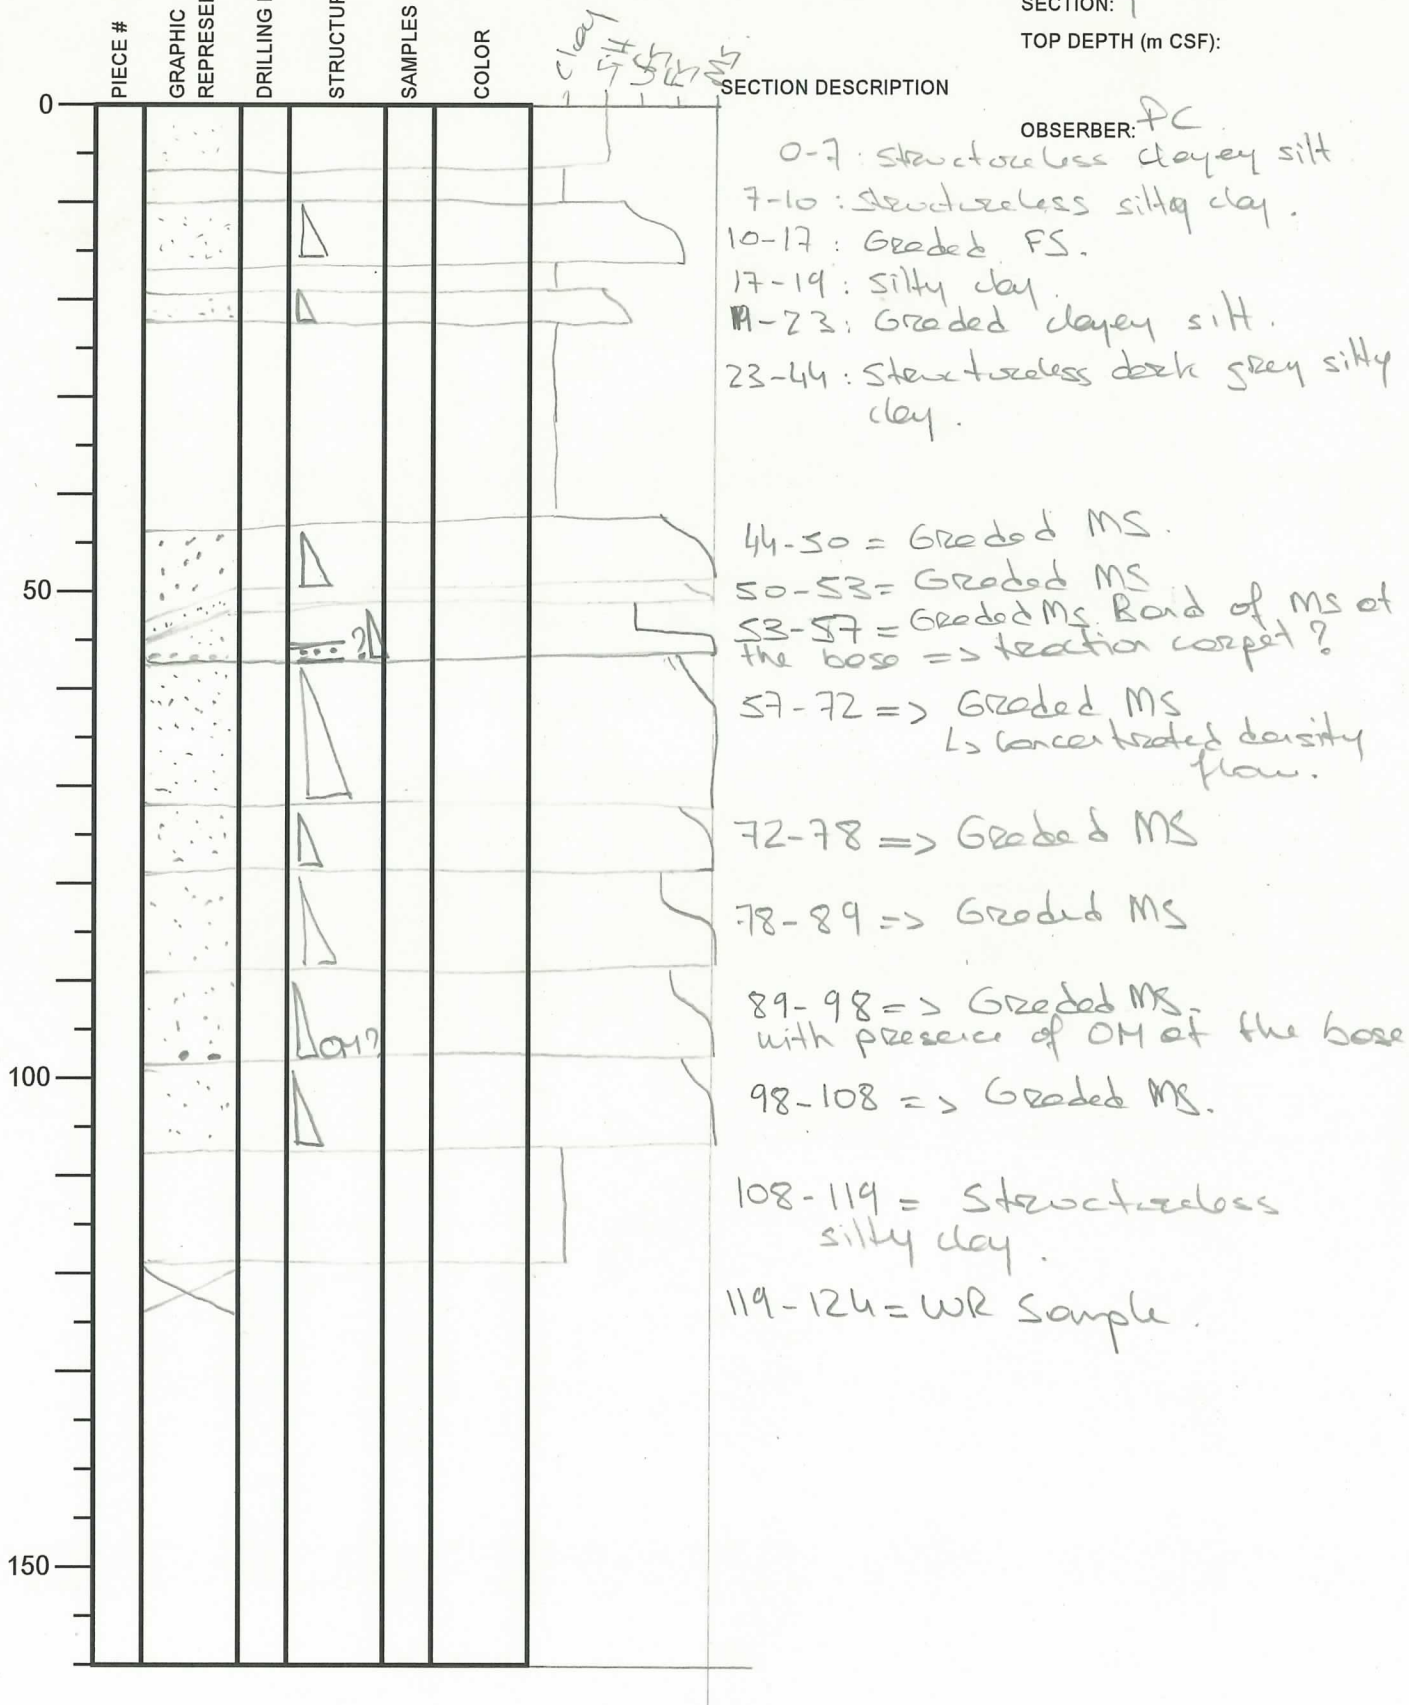 SECTION: 1
TOP DEPTH (m CSF):
PIECE #
GRAPHIC
REPRESE
DRILLING
STRUCTUR
SAMPLES
COLOR
clay
silt
SECTION DESCRIPTION
OBSERBER: PC
0
50
100
150
0-7: structureless clayey silt
7-10: structureless silty clay.
10-17: Graded FS.
17-19: silty clay.
19-23: Graded clayey silt.
23-44: Structureless dark grey silty
clay.
44-50 = Graded MS.
50-53 = Graded MS
53-57 = Graded MS. Band of MS at
the base => traction carpet?
?
57-72 => Graded MS
↳ concentrated density
flow.
72-78 => Graded MS
78-89 => Graded MS
89-98 => Graded MS.
with presence of OM at the base
OM?
98-108 => Graded MS.
108-119 = Structureless
silty clay.
119-124 = WR Sample.